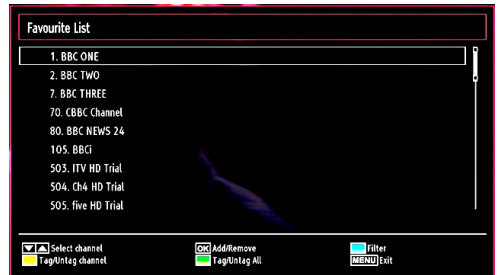 Favourite List
1. BBC ONE
2. BBC TWO
7. BBC THREE
70. CBBC Channel
80. BBC NEWS 24
105. BBCi
503. ITV HD Trial
504. Ch4 HD Trial
505. five HD Trial
Select channel OK Add/Remove Filter
Tag/Untag channel Tag/Untag All MENU Exit